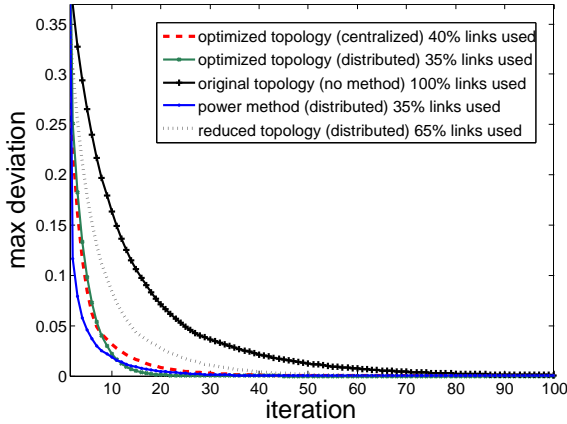 0.35
0.3
0.25
0.2
0.15
0.1
0.05
0
max deviation
optimized topology (centralized) 40% links used
optimized topology (distributed) 35% links used
original topology (no method) 100% links used
power method (distributed) 35% links used
reduced topology (distributed) 65% links used
10 20 30 40 50 60 70 80 90 100
iteration